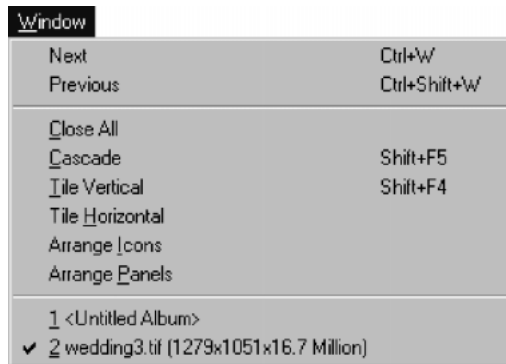 Window
Next Ctrl+W
Previous Ctrl+Shift+W
Close All
Cascade Shift+F5
Tile Vertical Shift+F4
Tile Horizontal
Arrange Icons
Arrange Panels
1 <Untitled Album>
✓ 2 wedding3.tif (1279x1051x16.7 Million)